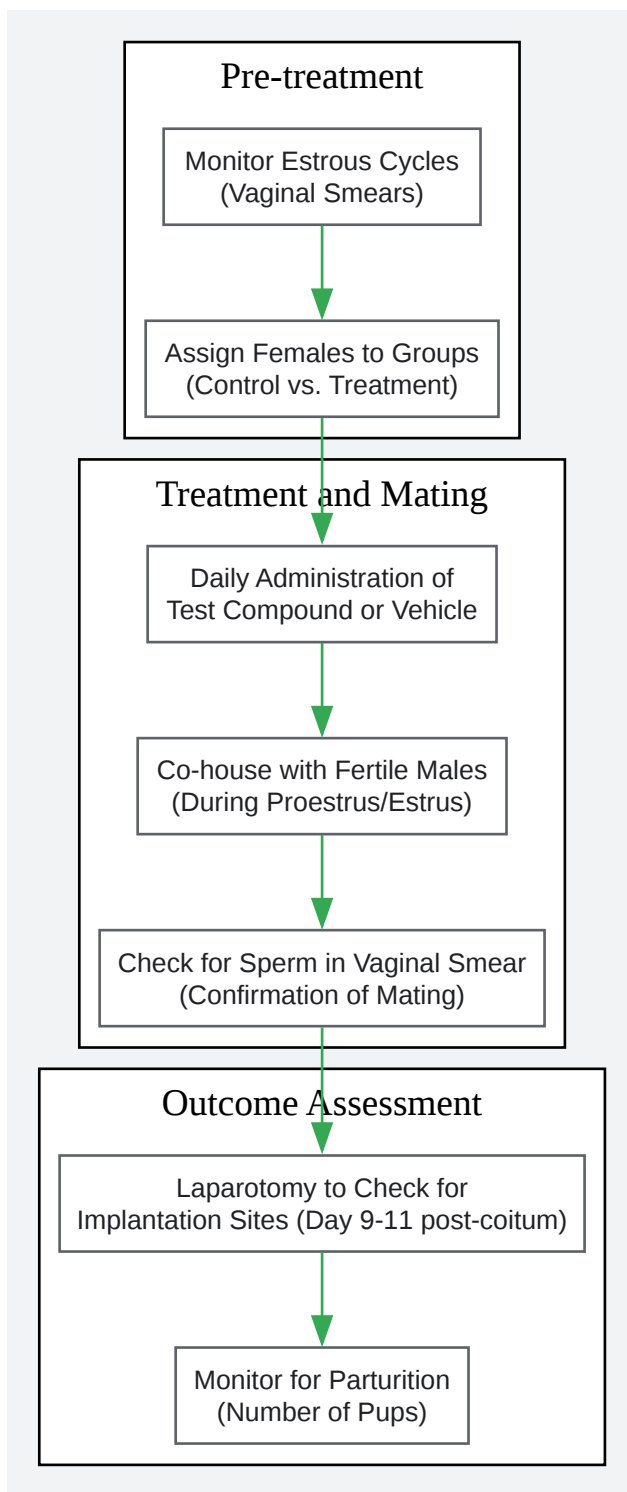 Pre-treatment
Monitor Estrous Cycles
(Vaginal Smears)
Assign Females to Groups
(Control vs. Treatment)
Treatment and Mating
Daily Administration of
Test Compound or Vehicle
Co-house with Fertile Males
(During Proestrus/Estrus)
Check for Sperm in Vaginal Smear
(Confirmation of Mating)
Outcome Assessment
Laparotomy to Check for
Implantation Sites (Day 9-11 post-coitum)
Monitor for Parturition
(Number of Pups)